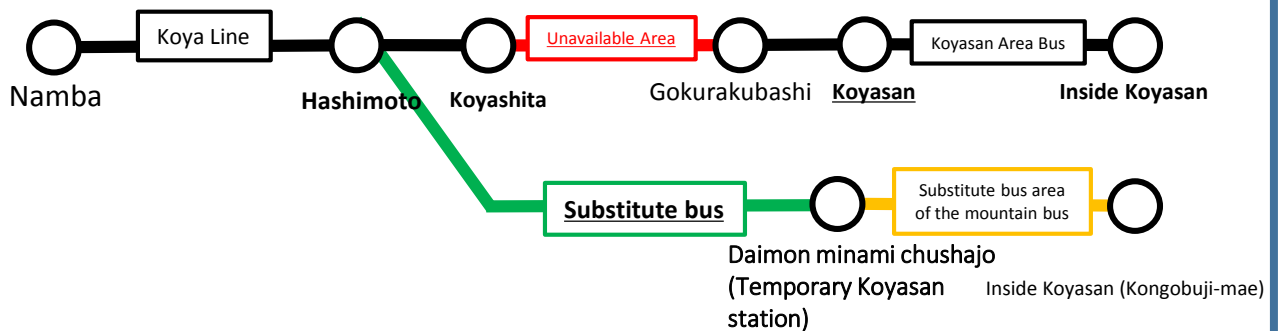 Koya Line
Unavailable Area
Koyasan Area Bus
Namba
Hashimoto
Koyashita
Gokurakubashi
Koyasan
Inside Koyasan
Substitute bus
Substitute bus area
of the mountain bus
Daimon minami chushajo
(Temporary Koyasan
station)
Inside Koyasan (Kongobuji-mae)